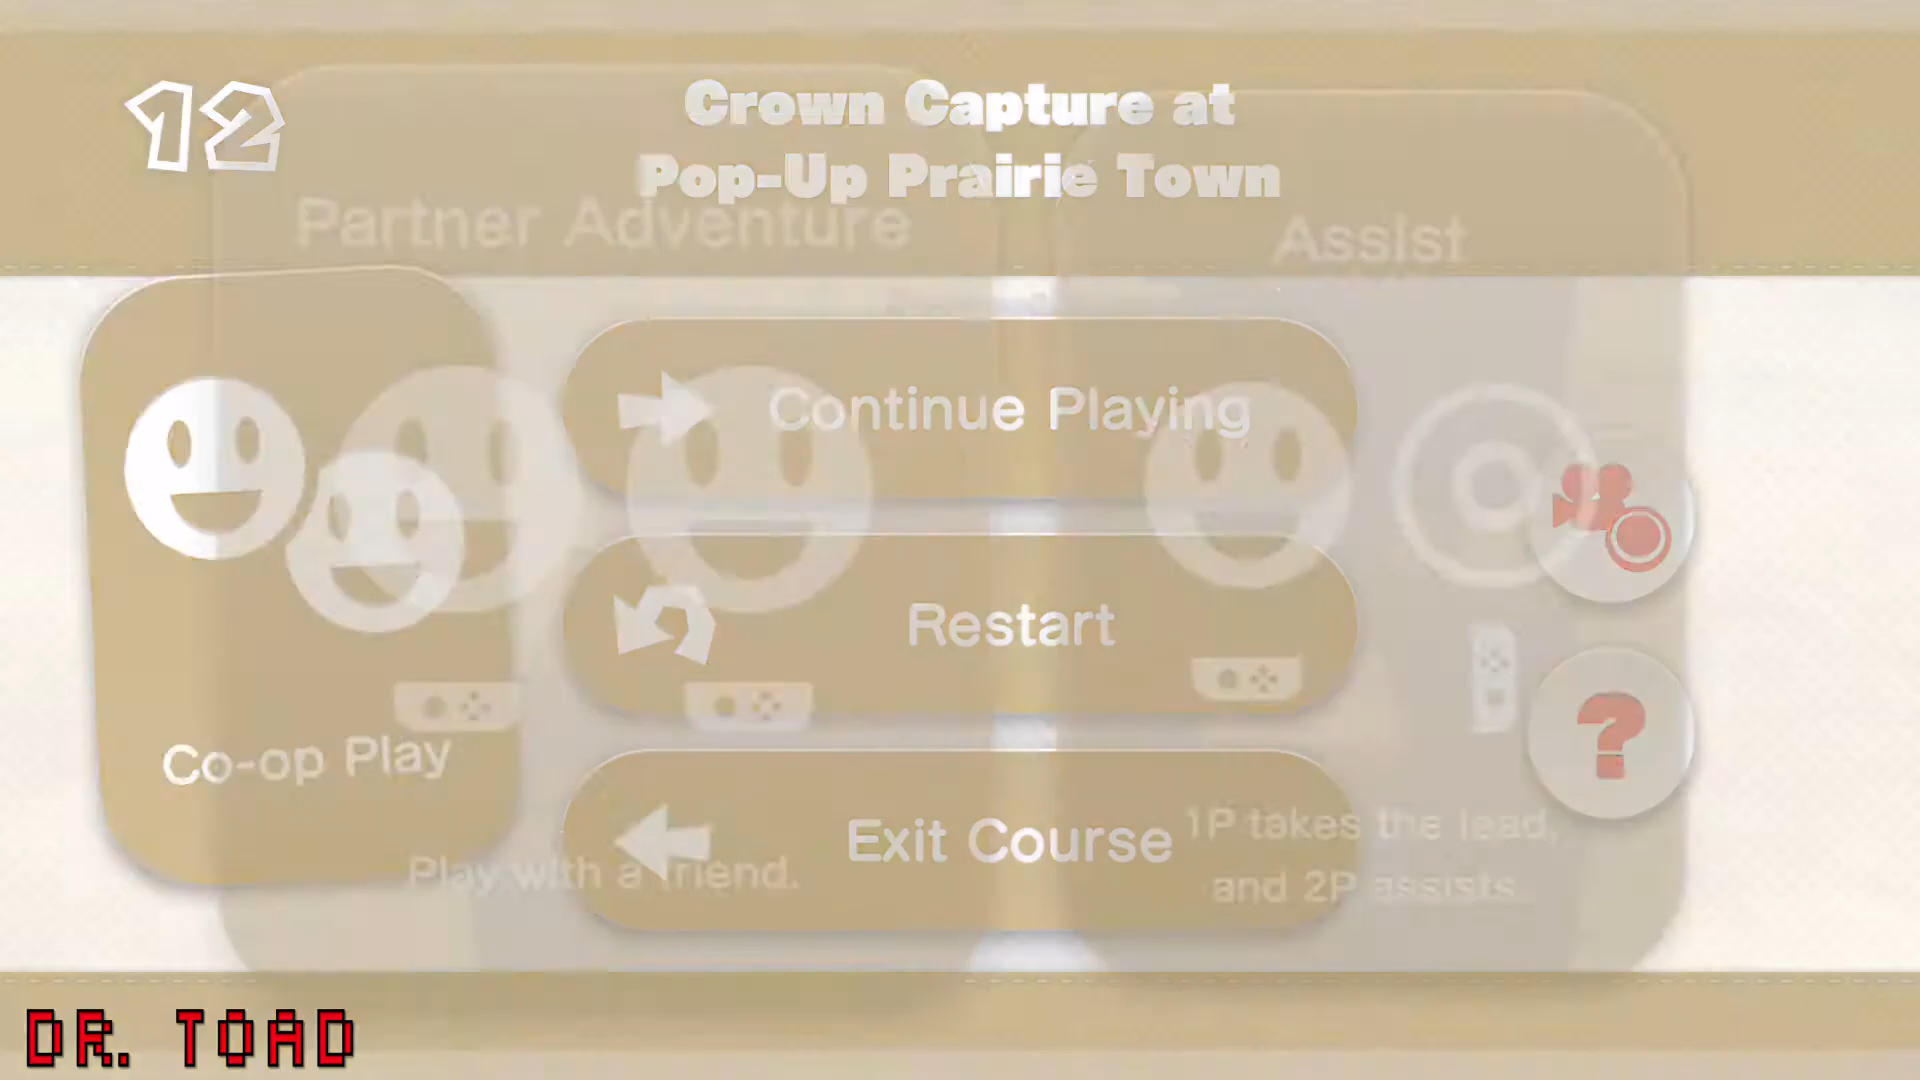 12
Crown Capture at
Pop-Up Prairie Town
Partner Adventure
Assist
Continue Playing
Restart
Co-op Play
Exit Course
?
Play with a friend.
1P takes the lead,
and 2P assists.
DR. TOAD